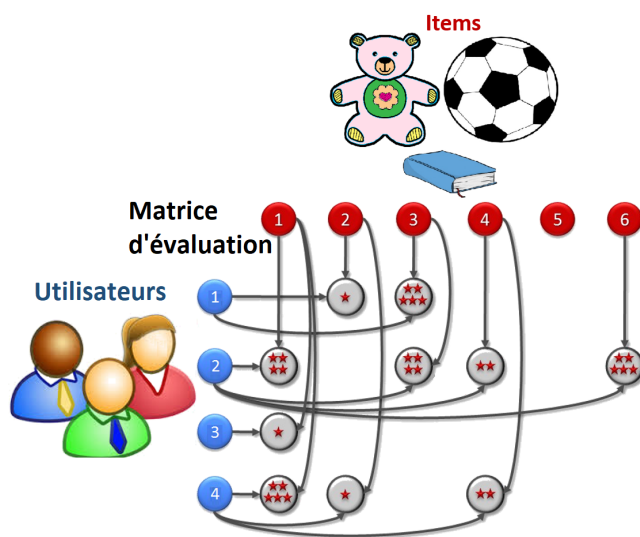 Items
Matrice
d'évaluation
1 2 3 4 5 6
Utilisateurs
1
2
3
4